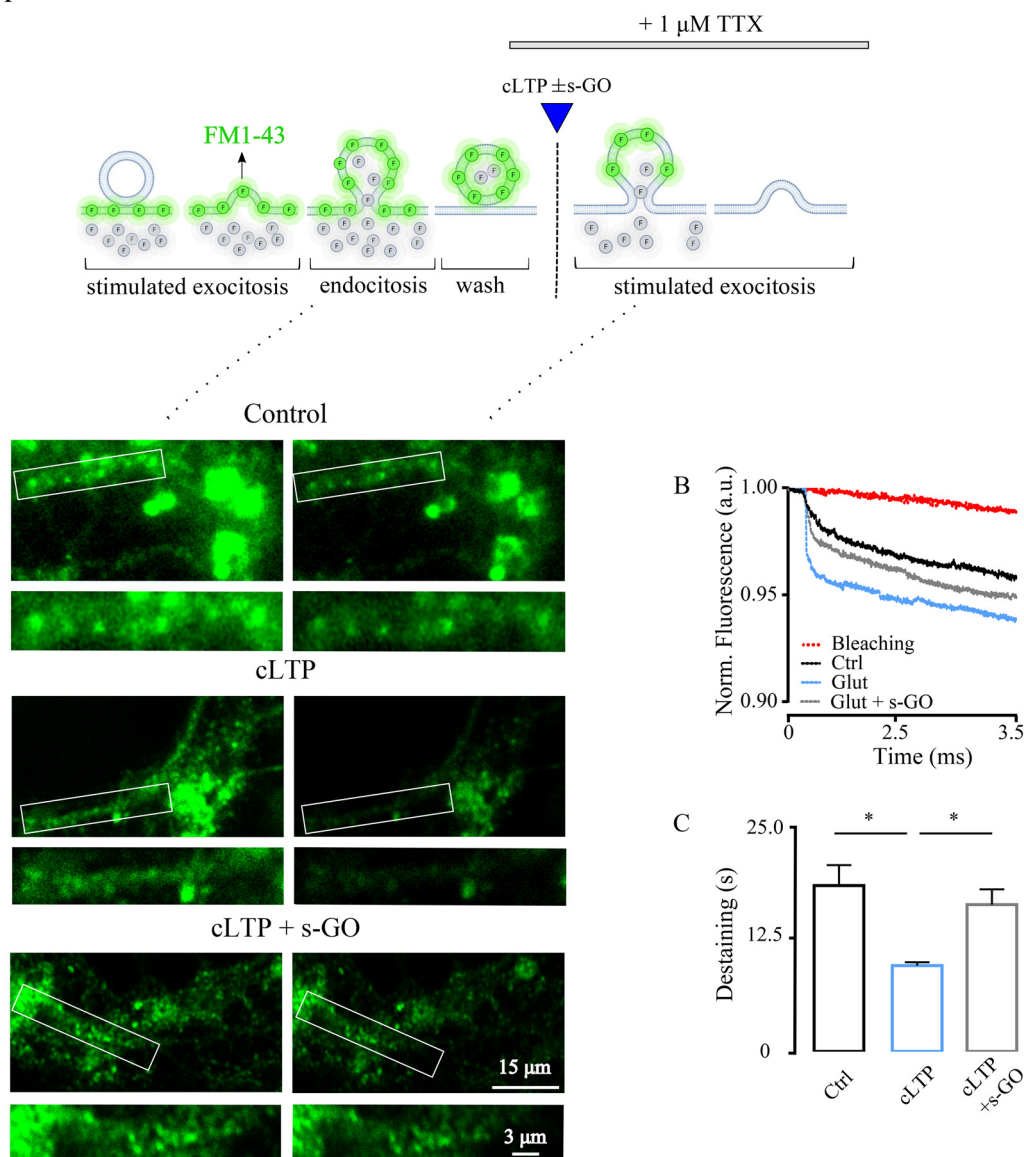 + 1 µM TTX
cLTP ±s-GO
FM1-43
F F F F F F F F F F F F F F F F F F
stimulated exocitosis
endocitosis
wash
stimulated exocitosis
Control
cLTP
cLTP + s-GO
15 µm
3 µm
B
Norm. Fluorescence (a.u.)
1.00
0.95
0.90
Bleaching
Ctrl
Glut
Glut + s-GO
0
2.5
3.5
Time (ms)
C
Destaining (s)
25.0
12.5
0
*
*
Ctrl
cLTP
cLTP
+s-GO